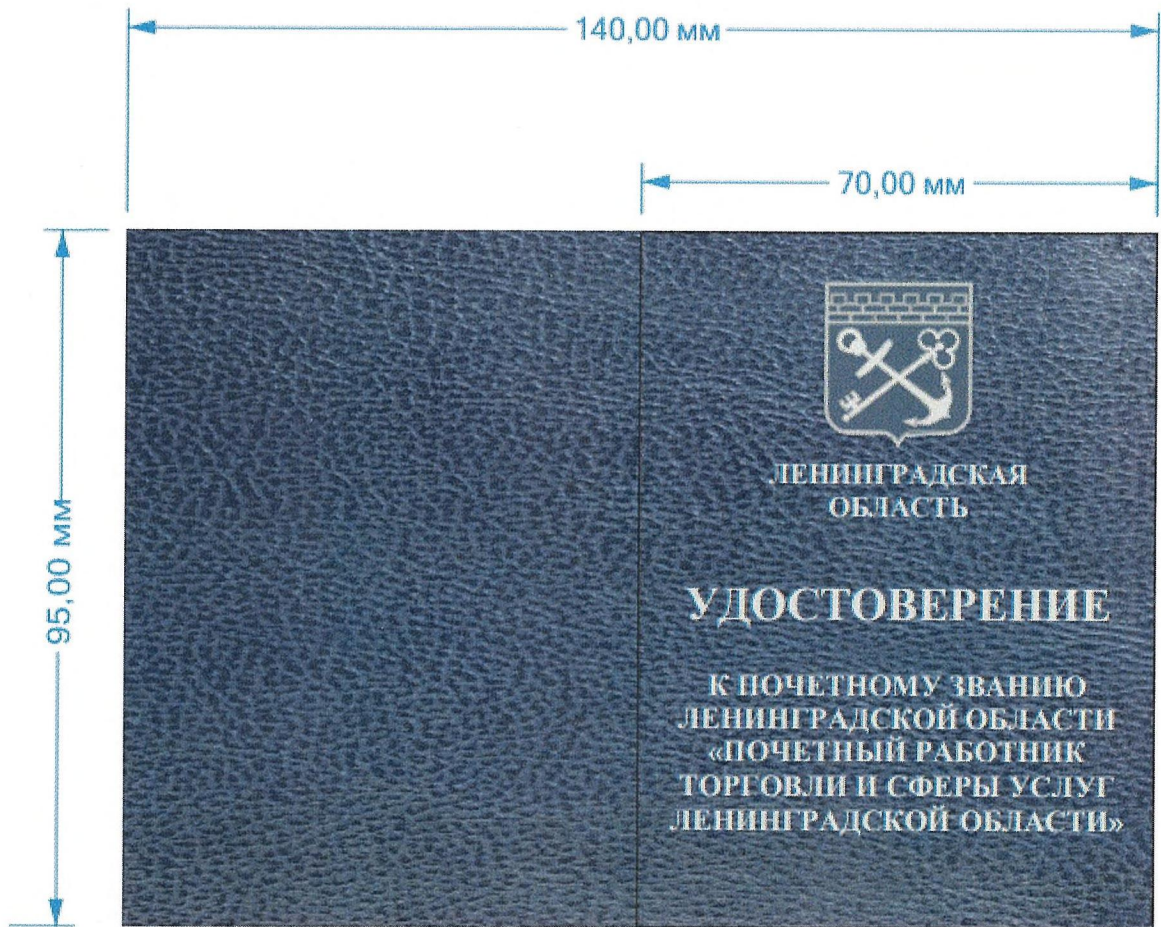 140,00 мм
70,00 мм
95,00 мм
ЛЕНИНГРАДСКАЯ
ОБЛАСТЬ
УДОСТОВЕРЕНИЕ
К ПОЧЕТНОМУ ЗВАНИЮ
ЛЕНИНГРАДСКОЙ ОБЛАСТИ
«ПОЧЕТНЫЙ РАБОТНИК
ТОРГОВЛИ И СФЕРЫ УСЛУГ
ЛЕНИНГРАДСКОЙ ОБЛАСТИ»